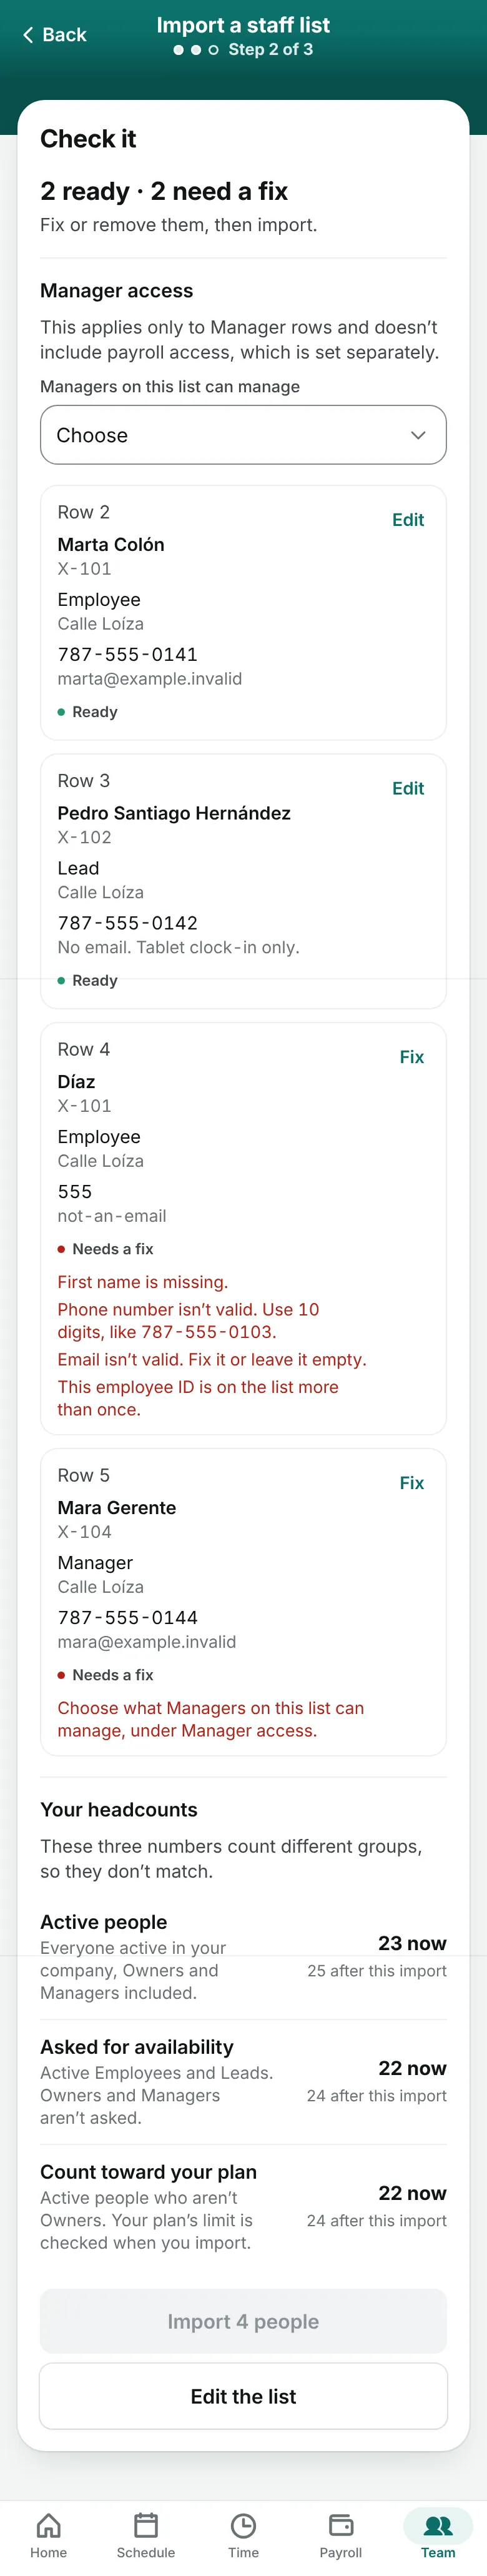 Back
Import a staff list
Step 2 of 3
Check it
2 ready · 2 need a fix
Fix or remove them, then import.
Manager access
This applies only to Manager rows and doesn’t
include payroll access, which is set separately.
Managers on this list can manage
Choose
Row 2
Edit
Marta Colón
X-101
Employee
Calle Loíza
787-555-0141
marta@example.invalid
Ready
Row 3
Edit
Pedro Santiago Hernández
X-102
Lead
Calle Loíza
787-555-0142
No email. Tablet clock-in only.
Ready
Row 4
Fix
Díaz
X-101
Employee
Calle Loíza
555
not-an-email
Needs a fix
First name is missing.
Phone number isn’t valid. Use 10
digits, like 787-555-0103.
Email isn’t valid. Fix it or leave it empty.
This employee ID is on the list more
than once.
Row 5
Fix
Mara Gerente
X-104
Manager
Calle Loíza
787-555-0144
mara@example.invalid
Needs a fix
Choose what Managers on this list can
manage, under Manager access.
Your headcounts
These three numbers count different groups,
so they don’t match.
Active people
Everyone active in your
company, Owners and
Managers included.
23 now
25 after this import
Asked for availability
Active Employees and Leads.
Owners and Managers
aren’t asked.
22 now
24 after this import
Count toward your plan
Active people who aren’t
Owners. Your plan’s limit is
checked when you import.
22 now
24 after this import
Import 4 people
Edit the list
Home
Schedule
Time
Payroll
Team